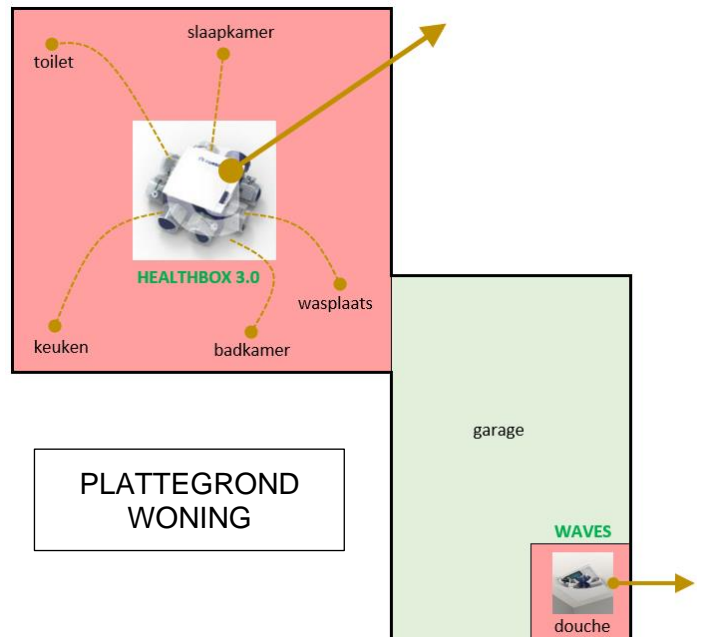 slaapkamer
toilet
HEALTHBOX 3.0
wasplaats
keuken
badkamer
garage
PLATTEGROND
WONING
WAVES
douche